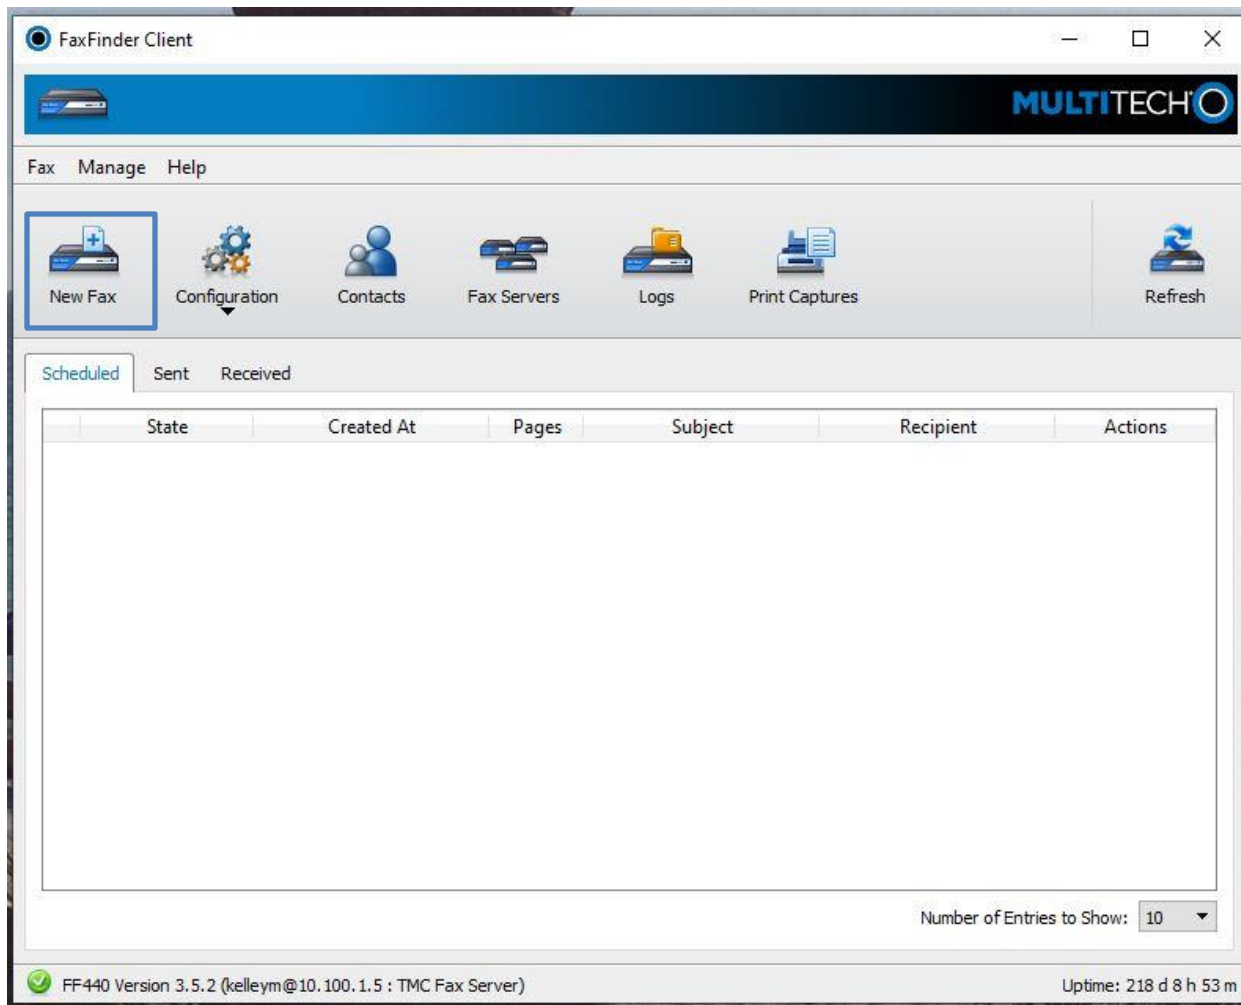 FaxFinder Client
MULTITECH
Fax Manage Help
New Fax Configuration Contacts Fax Servers Logs Print Captures Refresh
Scheduled Sent Received
State Created At Pages Subject Recipient Actions
Number of Entries to Show: 10
FF440 Version 3.5.2 (kelleym@10.100.1.5 : TMC Fax Server) Uptime: 218 d 8 h 53 m